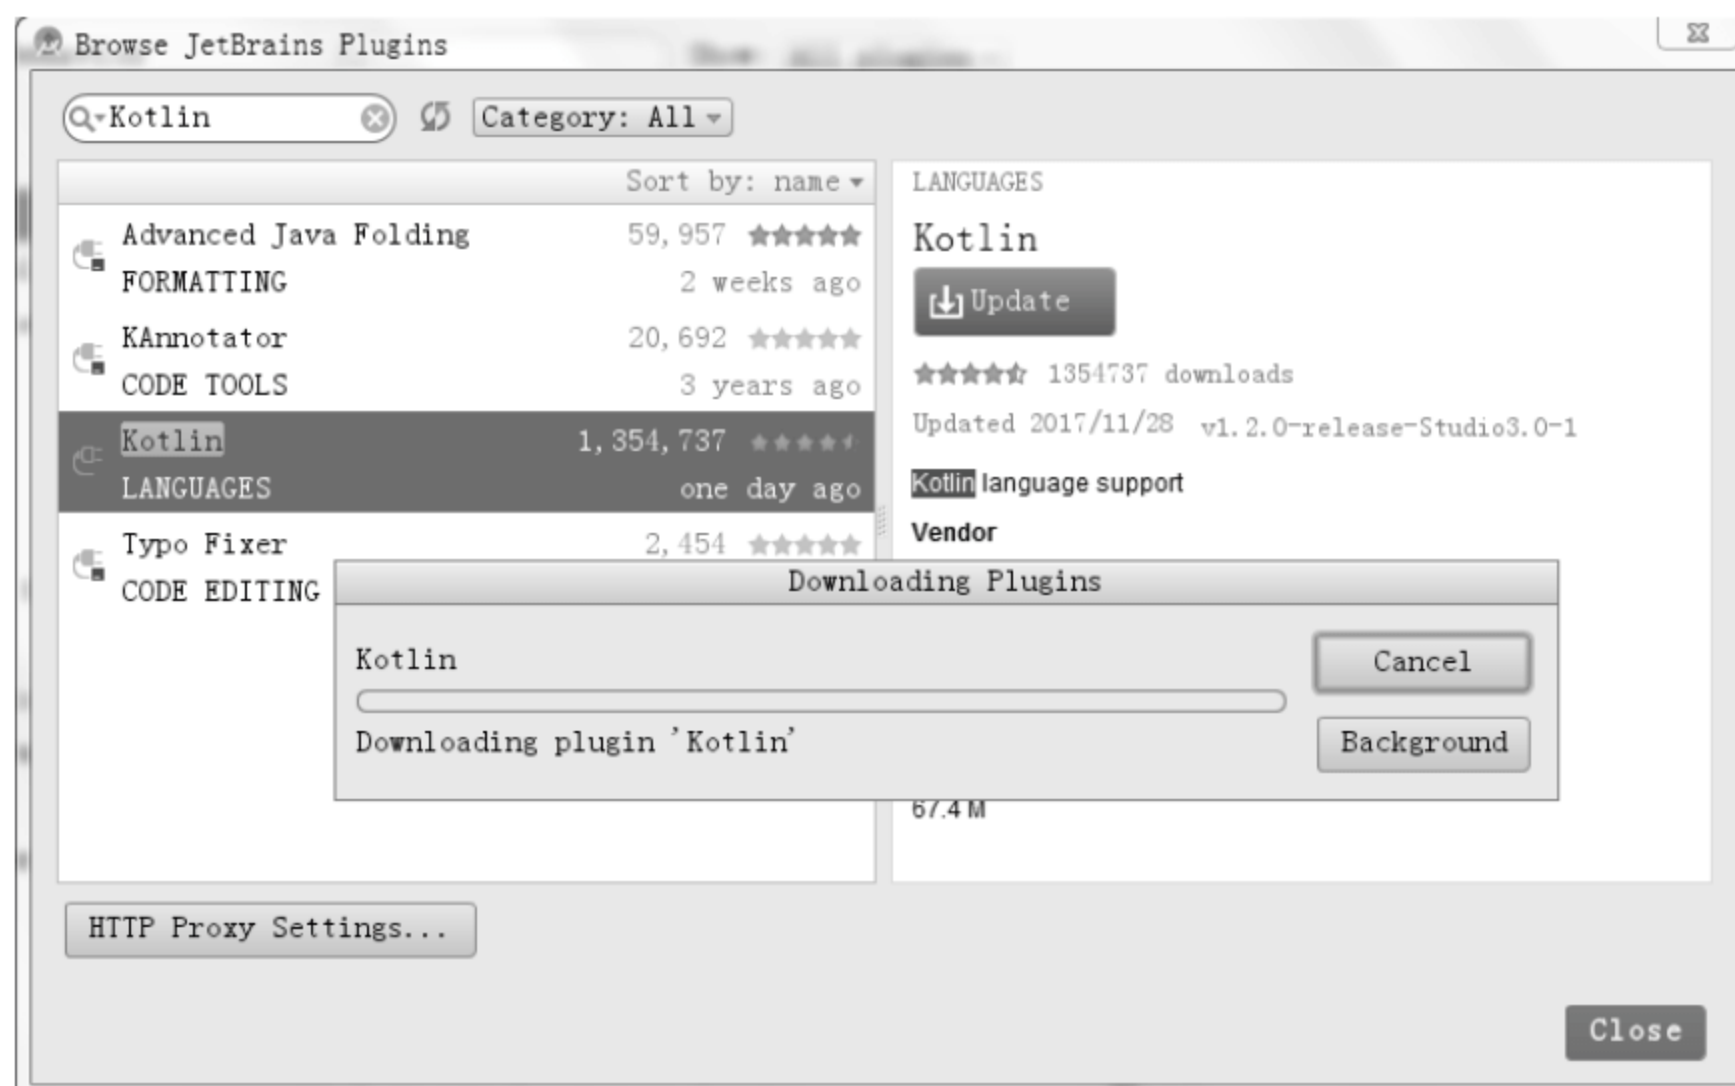 Browse JetBrains Plugins
Kotlin
Category: All
Sort by: name
Advanced Java Folding 59,957
FORMATTING 2 weeks ago
KAnnotator 20,692
CODE TOOLS 3 years ago
Kotlin 1,354,737
LANGUAGES one day ago
Typo Fixer 2,454
CODE EDITING
LANGUAGES
Kotlin
Update
1354737 downloads
Updated 2017/11/28 v1.2.0-release-Studio3.0-1
Kotlin language support
Vendor
67.4 M
Downloading Plugins
Kotlin
Downloading plugin 'Kotlin'
Cancel
Background
HTTP Proxy Settings...
Close